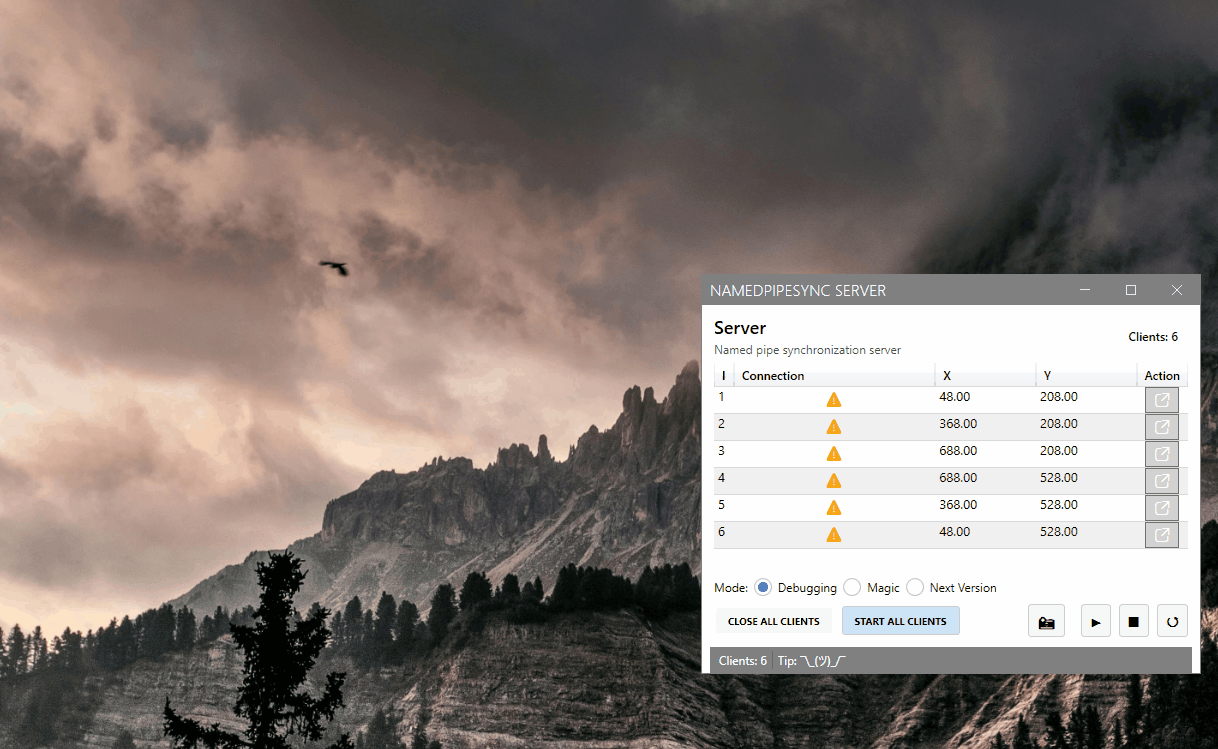 NAMEDPIPESYNC SERVER
Server
Clients: 6
Named pipe synchronization server
I Connection X Y Action
1 48.00 208.00
2 368.00 208.00
3 688.00 208.00
4 688.00 528.00
5 368.00 528.00
6 48.00 528.00
Mode: Debugging Magic Next Version
CLOSE ALL CLIENTS START ALL CLIENTS
Clients: 6 Tip: ¯\_(ツ)_/¯